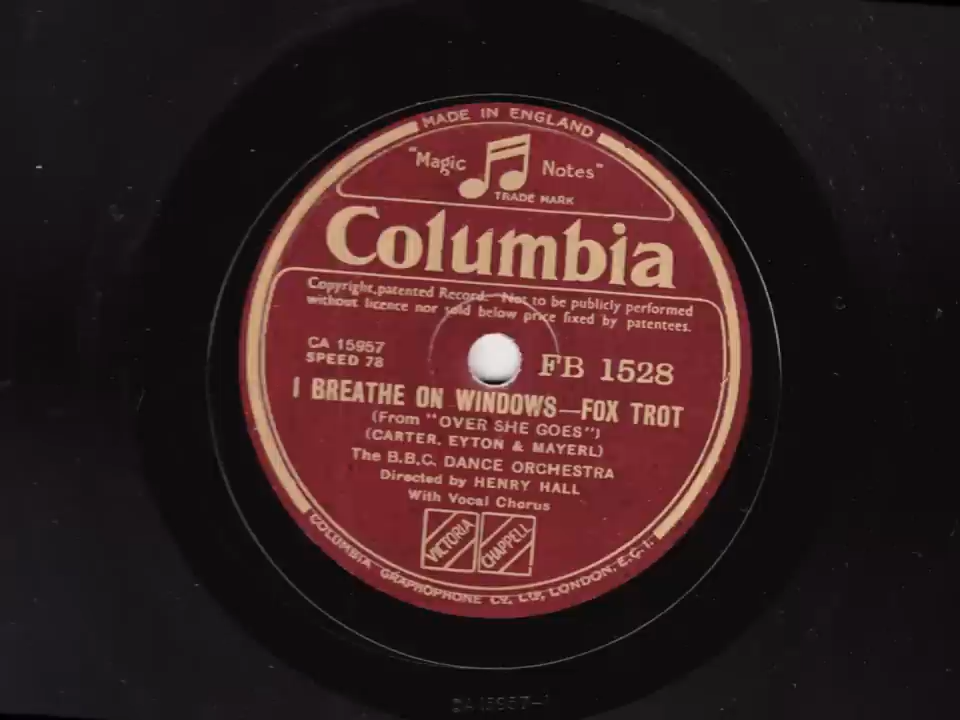 MADE IN ENGLAND
"Magic Notes"
TRADE MARK
Columbia
Copyright, patented Record. Not to be publicly performed
without licence nor sold below price fixed by patentees.
CA 15957
SPEED 78
FB 1528
I BREATHE ON WINDOWS—FOX TROT
(From "OVER SHE GOES")
(CARTER, EYTON & MAYERL)
The B.B.C. DANCE ORCHESTRA
Directed by HENRY HALL
With Vocal Chorus
VICTORIA
CHAPPELL
COLUMBIA GRAPHOPHONE Co. LTD. LONDON. E.C.1.
CA 15957-1